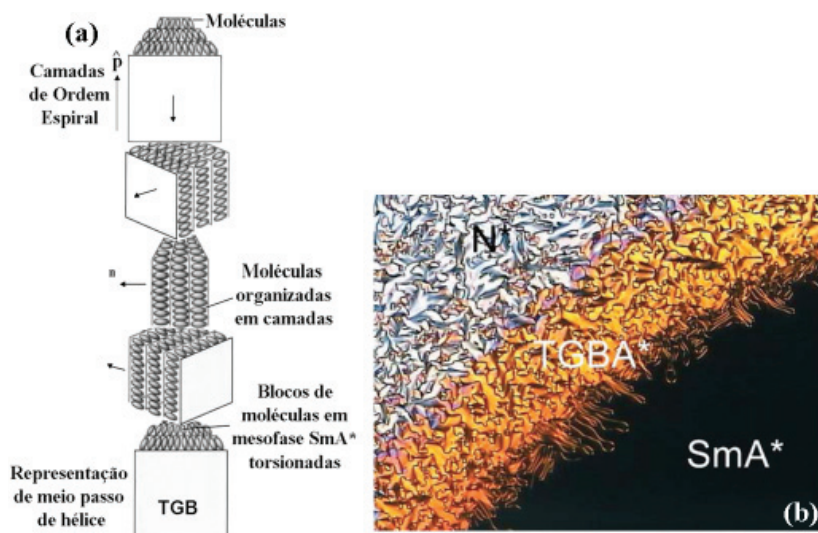 (a)
Moléculas
p̂
Camadas
de Ordem
Espiral
n
Moléculas
organizadas
em camadas
Blocos de
moléculas em
mesofase SmA*
torsionadas
Representação
de meio passo
de hélice
TGB
N*
TGBA*
SmA*
(b)